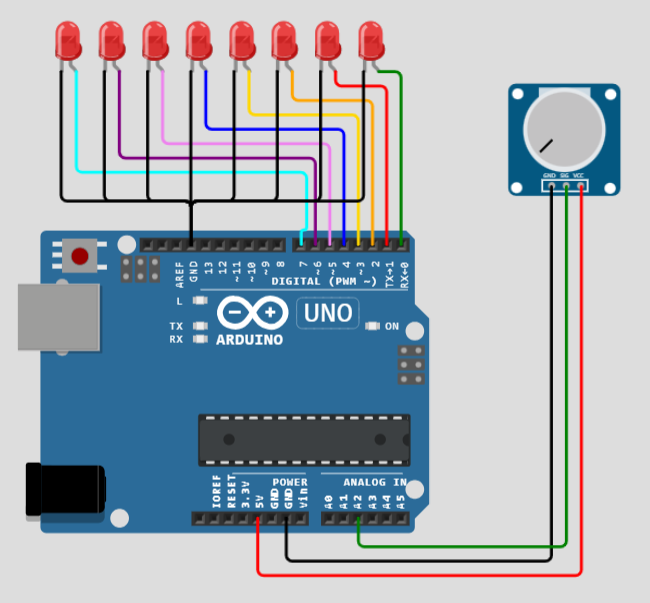 GND SIG VCC
AREF
GND
13
12
~11
~10
~9
8
7
~6
~5
4
~3
2
TX→1
RX←0
DIGITAL (PWM ~)
L
TX
RX
UNO
ARDUINO
ON
POWER
ANALOG IN
IOREF
RESET
3.3V
5V
GND
GND
Vin
A0
A1
A2
A3
A4
A5